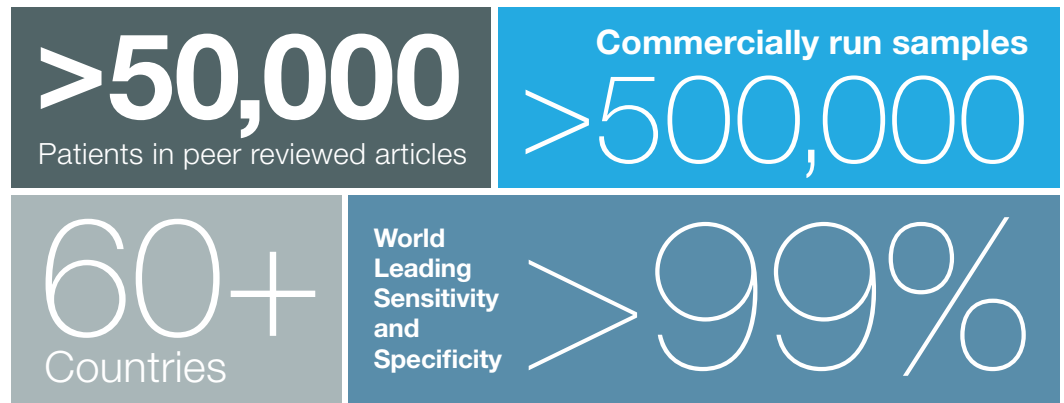 >50,000
Patients in peer reviewed articles
Commercially run samples
>500,000
60+
Countries
World
Leading
Sensitivity
and
Specificity
>99%